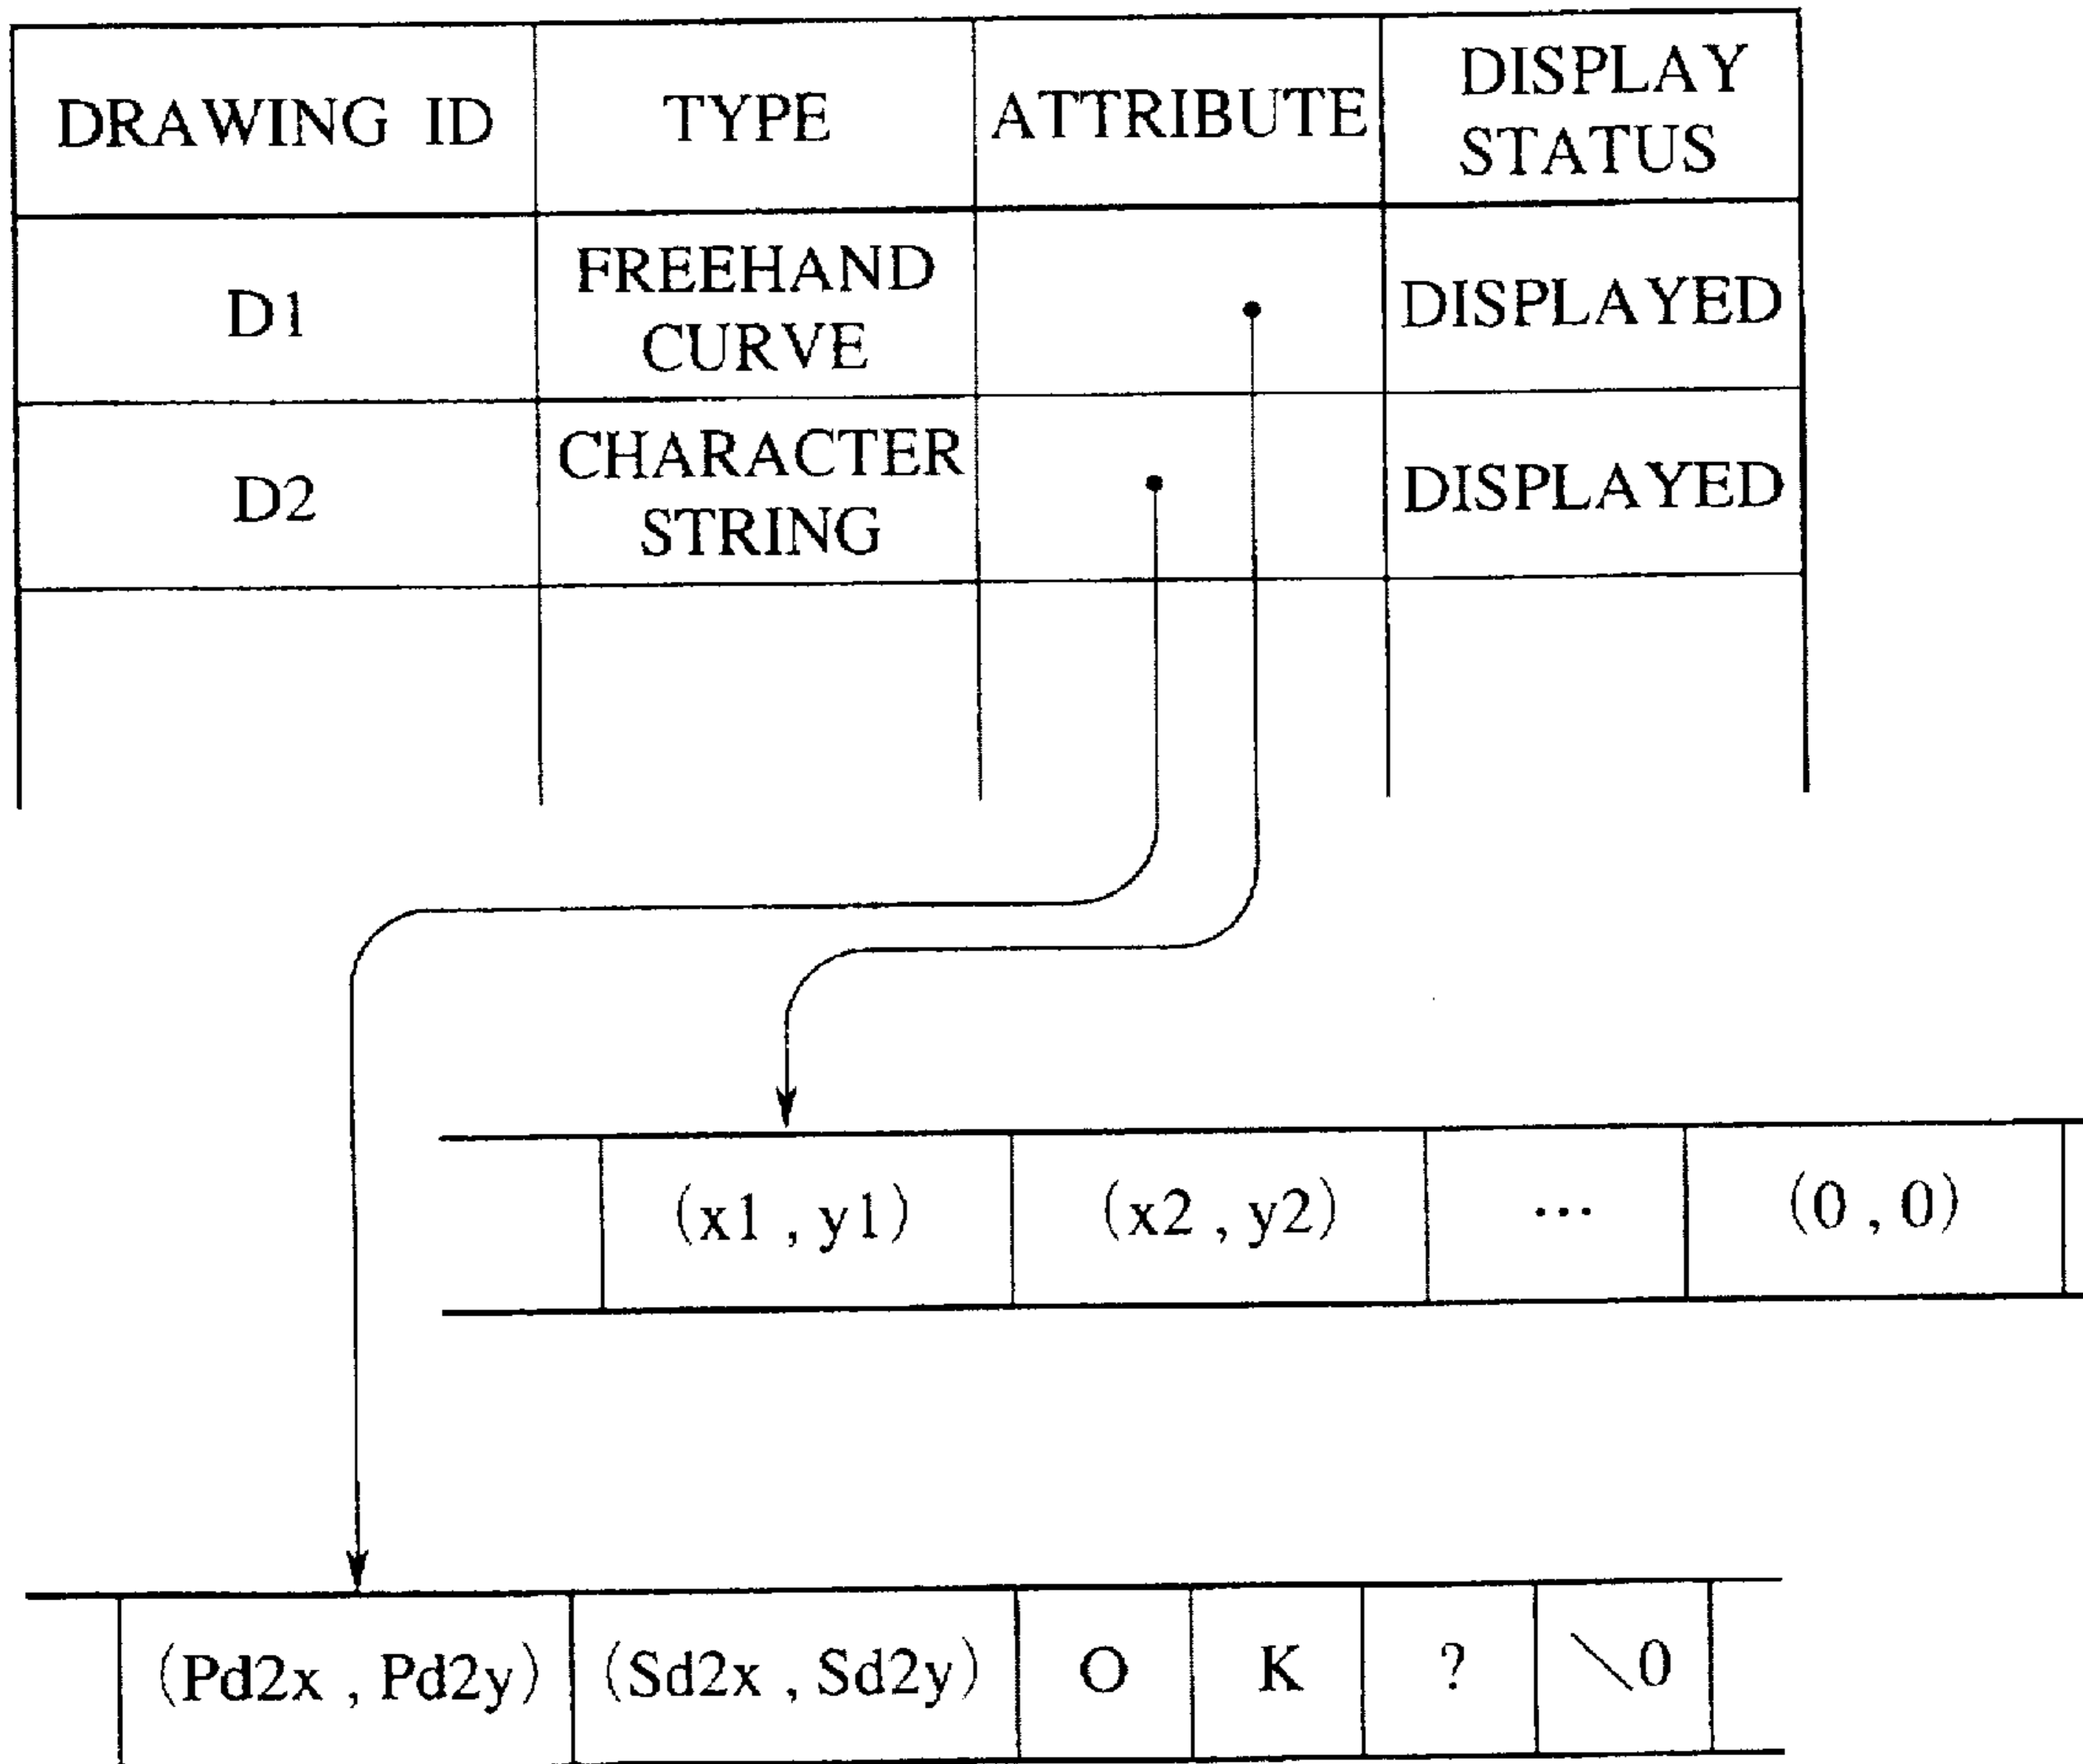 DRAWING ID TYPE ATTRIBUTE DISPLAY STATUS
D1 FREEHAND CURVE DISPLAYED
D2 CHARACTER STRING DISPLAYED
(x1 , y1) (x2 , y2) ··· (0 , 0)
(Pd2x , Pd2y) (Sd2x , Sd2y) O K ? \0